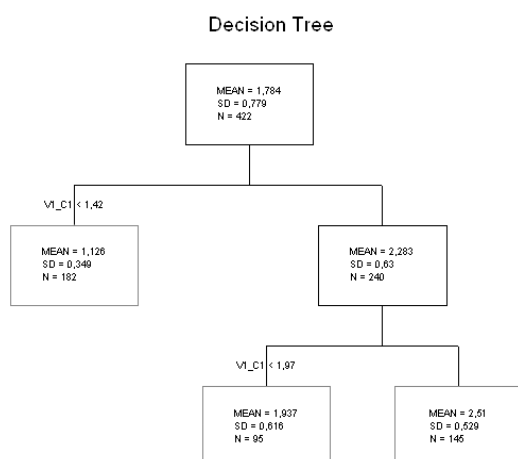 Decision Tree
MEAN = 1,784
SD = 0,779
N = 422
V1_C1 < 1,42
MEAN = 1,126
SD = 0,349
N = 182
MEAN = 2,283
SD = 0,63
N = 240
V1_C1 < 1,97
MEAN = 1,937
SD = 0,616
N = 95
MEAN = 2,51
SD = 0,529
N = 145